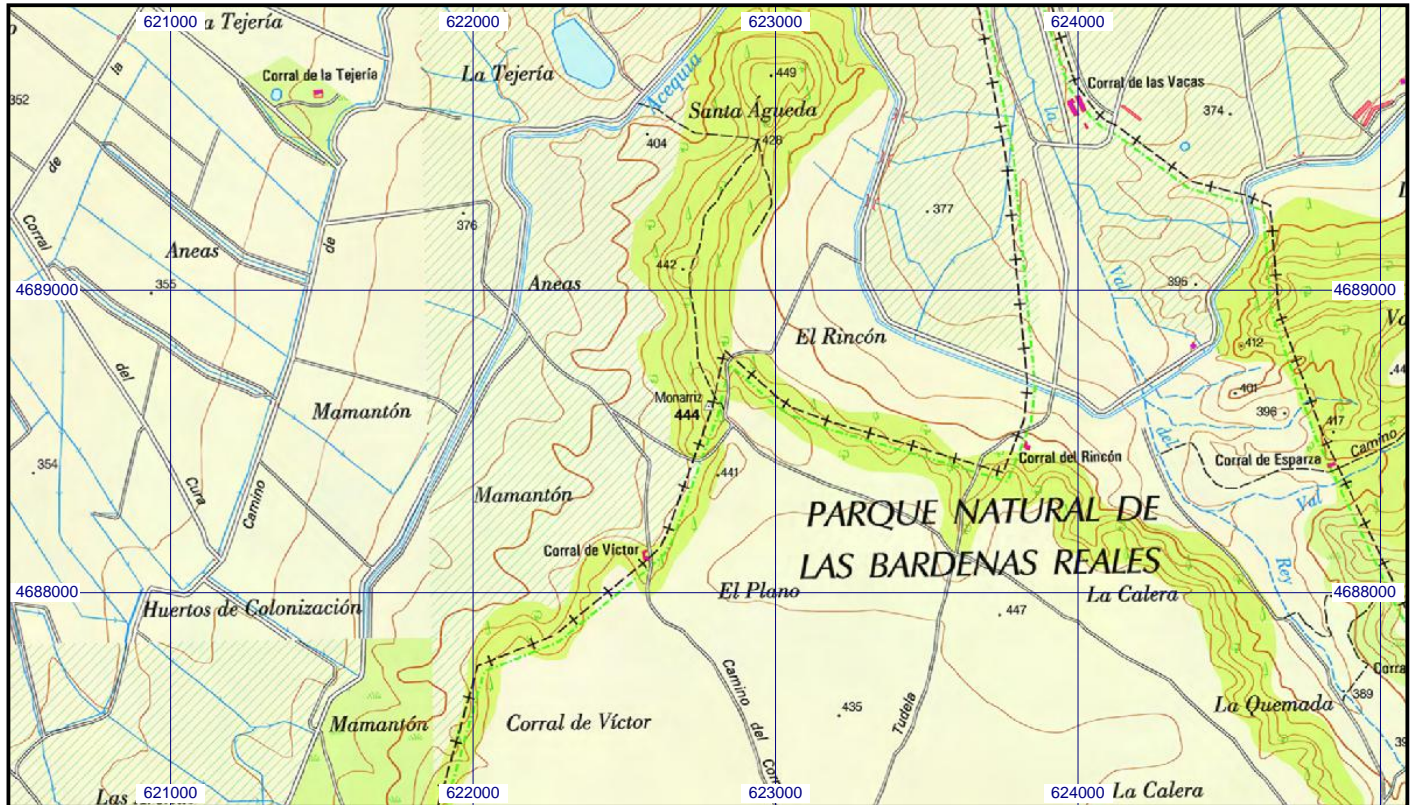 621000
622000
623000
624000
a Tejería
Corral de la Tejería
La Tejería
Acequia
449
Santa Águeda
Corral de las Vacas
374
352
la
de
404
428
la
Corral
de
376
377
Aneas
442
Val
395
355
Aneas
4689000
4689000
El Rincón
412
del
Mamantón
Monarriz
444
401
396
417
Camino
del
354
Corral del Rincón
Corral de Esparza
441
Cura
Camino
Mamantón
Val
PARQUE NATURAL DE
LAS BARDENAS REALES
Corral de Víctor
Rey
4688000
4688000
Huertos de Colonización
El Plano
La Calera
447
389
Mamantón
Corral de Víctor
Camino
del
435
Tudela
La Quemada
La Calera
621000
622000
623000
624000